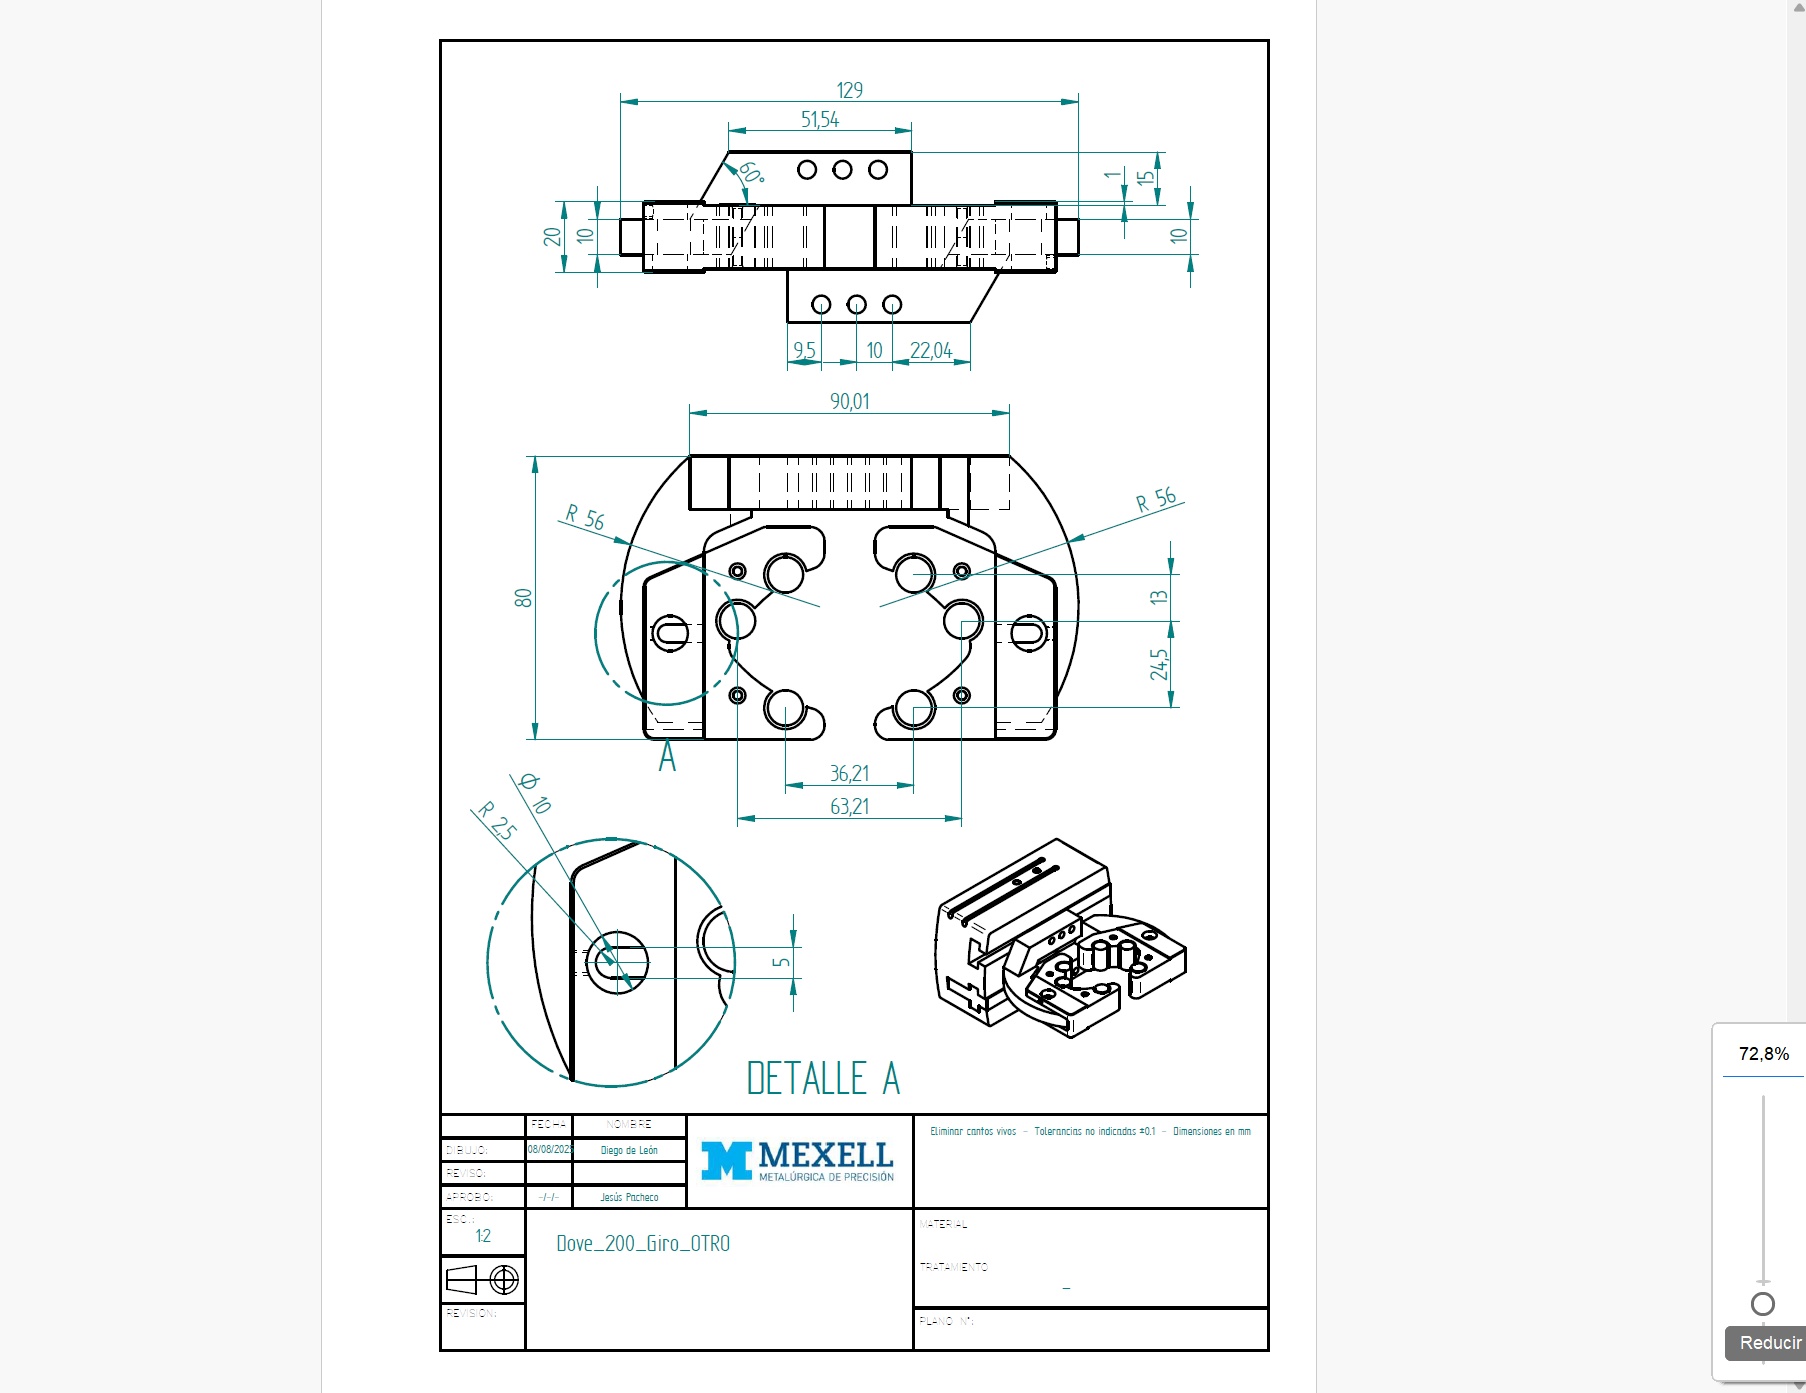 129
51,54
60°
1
15
20
10
10
9,5
10
22,04
90,01
R 56
R 56
80
13
24,5
A
36,21
63,21
Ø 10
R 2,5
5
DETALLE A
FECHA
NOMBRE
DIBUJO:
08/08/2025
Diego de León
REVISO:
APROBO:
-/-/-
Jesús Pacheco
MEXELL
METALÚRGICA DE PRECISIÓN
Eliminar cantos vivos - Tolerancias no indicadas ±0.1 - Dimensiones en mm
ESC.:
1:2
Dove_200_Giro_OTRO
MATERIAL
TRATAMIENTO
-
REVISION:
PLANO N°:
72,8%
Reducir